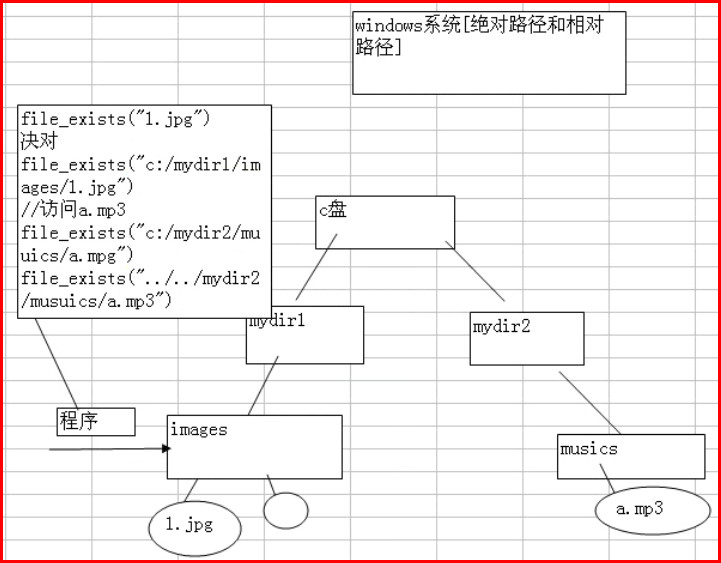 windows系统[绝对路径和相对
路径]
file_exists("1.jpg")
决对
file_exists("c:/mydir1/im
ages/1.jpg")
//访问a.mp3
file_exists("c:/mydir2/mu
uics/a.mpg")
file_exists("../../mydir2
/musuics/a.mp3")
c盘
mydir1
mydir2
程序
images
musics
1.jpg
a.mp3